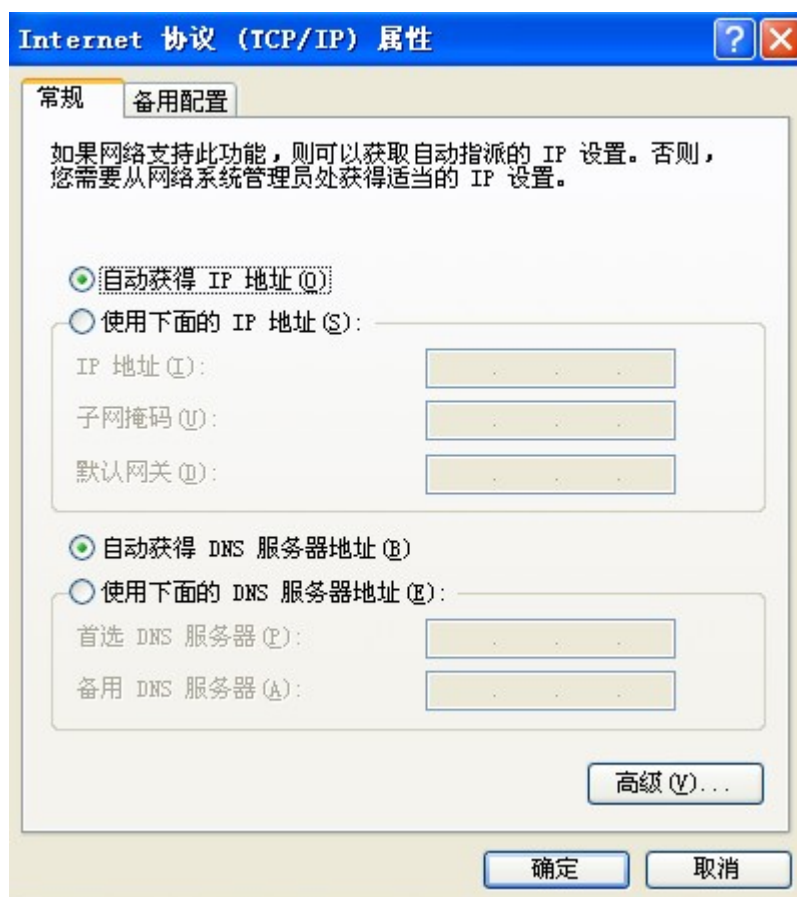 Internet 协议 (TCP/IP) 属性
常规
备用配置
如果网络支持此功能，则可以获取自动指派的 IP 设置。否则，
您需要从网络系统管理员处获得适当的 IP 设置。
自动获得 IP 地址(O)
使用下面的 IP 地址(S):
IP 地址(I):
子网掩码(U):
默认网关(D):
自动获得 DNS 服务器地址(B)
使用下面的 DNS 服务器地址(E):
首选 DNS 服务器(P):
备用 DNS 服务器(A):
高级(V)...
确定
取消